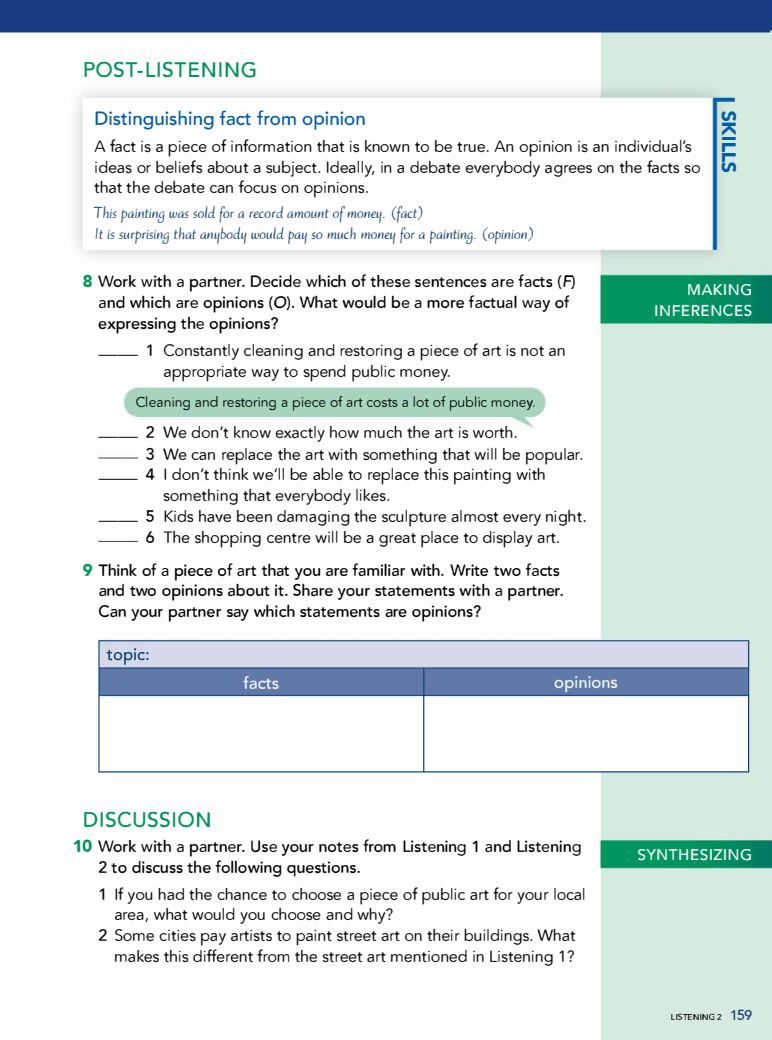 POST-LISTENING
Distinguishing fact from opinion
A fact is a piece of information that is known to be true. An opinion is an individual's
ideas or beliefs about a subject. Ideally, in a debate everybody agrees on the facts so
that the debate can focus on opinions.
This painting was sold for a record amount of money. (fact)
It is surprising that anybody would pay so much money for a painting. (opinion)
SKILLS
8 Work with a partner. Decide which of these sentences are facts (F)
and which are opinions (O). What would be a more factual way of
expressing the opinions?
MAKING
INFERENCES
_____ 1 Constantly cleaning and restoring a piece of art is not an
appropriate way to spend public money.
Cleaning and restoring a piece of art costs a lot of public money.
_____ 2 We don't know exactly how much the art is worth.
_____ 3 We can replace the art with something that will be popular.
_____ 4 I don't think we'll be able to replace this painting with
something that everybody likes.
_____ 5 Kids have been damaging the sculpture almost every night.
_____ 6 The shopping centre will be a great place to display art.
9 Think of a piece of art that you are familiar with. Write two facts
and two opinions about it. Share your statements with a partner.
Can your partner say which statements are opinions?
topic:
facts
opinions
DISCUSSION
10 Work with a partner. Use your notes from Listening 1 and Listening
2 to discuss the following questions.
SYNTHESIZING
1 If you had the chance to choose a piece of public art for your local
area, what would you choose and why?
2 Some cities pay artists to paint street art on their buildings. What
makes this different from the street art mentioned in Listening 1?
LISTENING 2 159